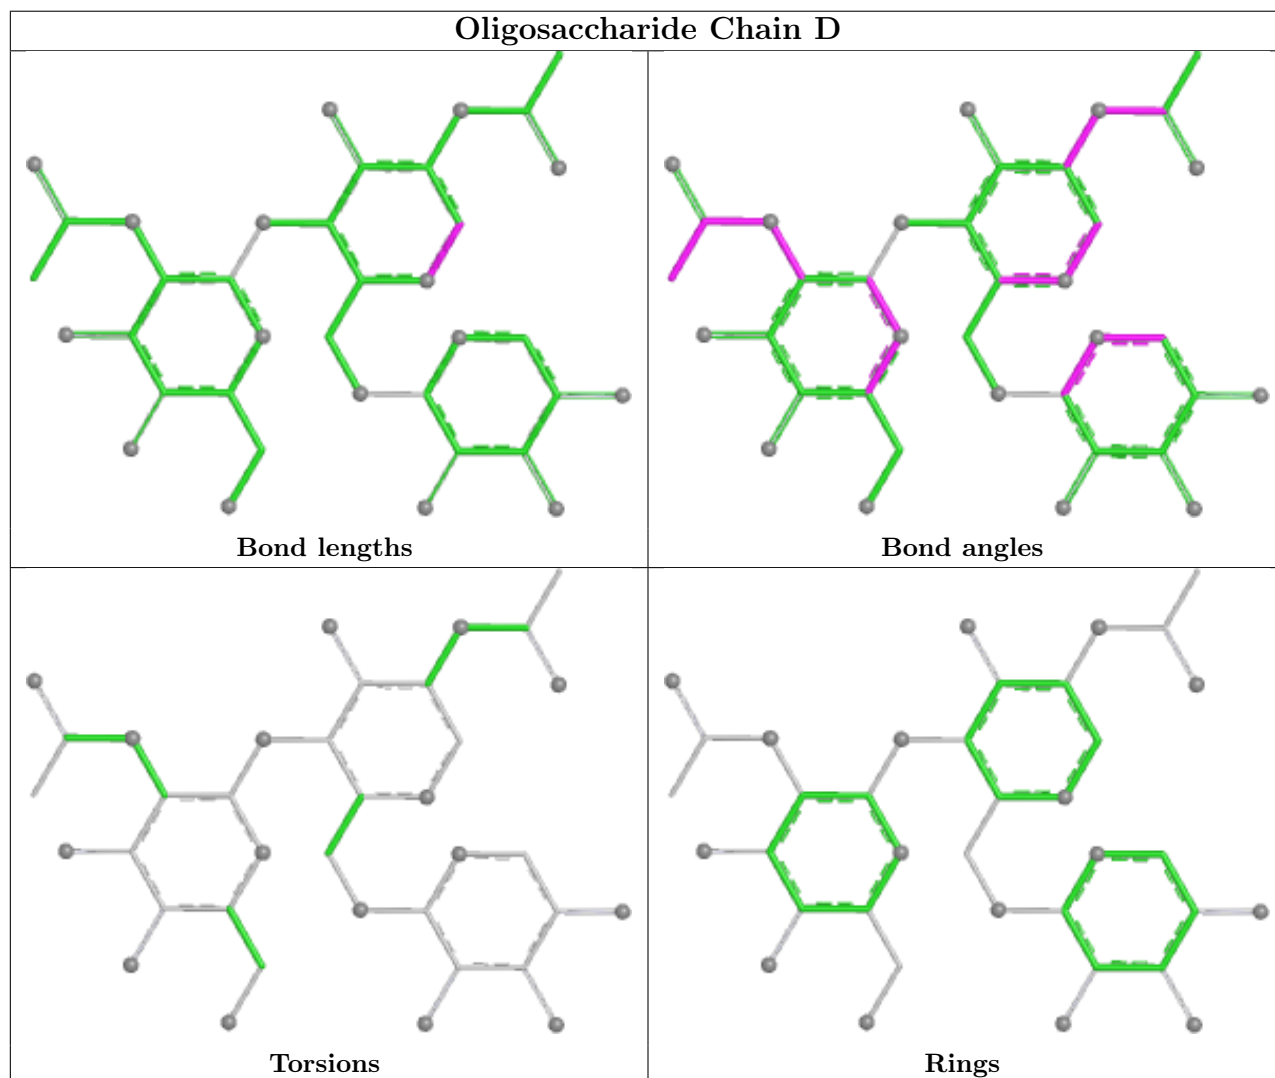 Oligosaccharide Chain D
Bond lengths
Bond angles
Torsions
Rings